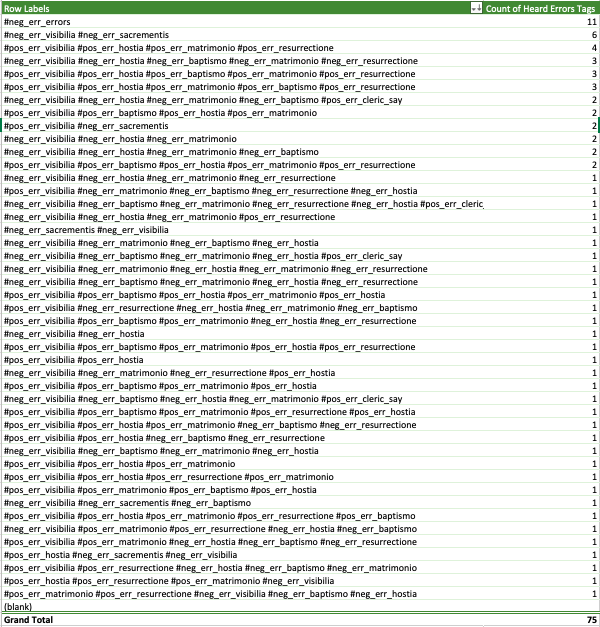 Row Labels Count of Heard Errors Tags
#neg_err_errors 11
#neg_err_visibilia #neg_err_sacrementis 6
#pos_err_visibilia #pos_err_hostia #pos_err_matrimonio #pos_err_resurrectione 4
#pos_err_visibilia #neg_err_hostia #neg_err_baptismo #neg_err_matrimonio #neg_err_resurrectione 3
#pos_err_visibilia #pos_err_hostia #pos_err_baptismo #pos_err_matrimonio #pos_err_resurrectione 3
#pos_err_visibilia #pos_err_hostia #pos_err_matrimonio #pos_err_baptismo #pos_err_resurrectione 3
#neg_err_visibilia #neg_err_hostia #neg_err_matrimonio #neg_err_baptismo #pos_err_cleric_say 2
#pos_err_visibilia #pos_err_baptismo #pos_err_hostia #pos_err_matrimonio 2
#pos_err_visibilia #neg_err_sacrementis 2
#neg_err_visibilia #neg_err_hostia #neg_err_matrimonio 2
#neg_err_visibilia #neg_err_hostia #neg_err_matrimonio #neg_err_baptismo 2
#pos_err_visibilia #pos_err_baptismo #pos_err_hostia #pos_err_matrimonio #pos_err_resurrectione 2
#pos_err_visibilia #neg_err_hostia #neg_err_matrimonio #neg_err_resurrectione 1
#pos_err_visibilia #neg_err_matrimonio #neg_err_baptismo #neg_err_resurrectione #neg_err_hostia 1
#neg_err_visibilia #neg_err_baptismo #neg_err_matrimonio #neg_err_resurrectione #neg_err_hostia #pos_err_cleric_ 1
#neg_err_visibilia #neg_err_hostia #neg_err_matrimonio #pos_err_resurrectione 1
#neg_err_sacrementis #neg_err_visibilia 1
#neg_err_visibilia #neg_err_matrimonio #neg_err_baptismo #neg_err_hostia 1
#neg_err_visibilia #neg_err_baptismo #neg_err_hostia #neg_err_matrimonio #pos_err_cleric_say 1
#neg_err_visibilia #neg_err_matrimonio #neg_err_hostia #neg_err_matrimonio #neg_err_resurrectione 1
#neg_err_visibilia #neg_err_baptismo #neg_err_matrimonio #neg_err_hostia #neg_err_resurrectione 1
#pos_err_visibilia #pos_err_baptismo #pos_err_hostia #pos_err_matrimonio #pos_err_hostia 1
#pos_err_visibilia #neg_err_resurrectione #neg_err_hostia #neg_err_matrimonio #neg_err_baptismo 1
#pos_err_visibilia #pos_err_baptismo #pos_err_matrimonio #neg_err_hostia #neg_err_resurrectione 1
#neg_err_visibilia #neg_err_hostia 1
#pos_err_visibilia #pos_err_baptismo #pos_err_matrimonio #pos_err_hostia #pos_err_resurrectione 1
#pos_err_visibilia #pos_err_hostia 1
#neg_err_visibilia #neg_err_matrimonio #neg_err_resurrectione #pos_err_hostia 1
#pos_err_visibilia #pos_err_baptismo #pos_err_matrimonio #pos_err_hostia 1
#neg_err_visibilia #neg_err_baptismo #neg_err_hostia #neg_err_matrimonio #pos_err_cleric_say 1
#pos_err_visibilia #pos_err_baptismo #pos_err_matrimonio #pos_err_resurrectione #pos_err_hostia 1
#pos_err_visibilia #pos_err_hostia #pos_err_matrimonio #neg_err_baptismo #neg_err_resurrectione 1
#pos_err_visibilia #pos_err_hostia #neg_err_baptismo #neg_err_resurrectione 1
#neg_err_visibilia #neg_err_baptismo #neg_err_matrimonio #neg_err_hostia 1
#pos_err_visibilia #pos_err_hostia #pos_err_matrimonio 1
#pos_err_visibilia #pos_err_hostia #pos_err_resurrectione #pos_err_matrimonio 1
#pos_err_visibilia #pos_err_matrimonio #pos_err_baptismo #pos_err_hostia 1
#neg_err_visibilia #neg_err_sacrementis #neg_err_baptismo 1
#pos_err_visibilia #pos_err_hostia #pos_err_matrimonio #pos_err_resurrectione #pos_err_baptismo 1
#neg_err_visibilia #pos_err_matrimonio #pos_err_resurrectione #neg_err_hostia #neg_err_baptismo 1
#pos_err_visibilia #neg_err_matrimonio #neg_err_hostia #neg_err_baptismo #neg_err_resurrectione 1
#pos_err_hostia #neg_err_sacrementis #neg_err_visibilia 1
#pos_err_visibilia #pos_err_resurrectione #neg_err_hostia #neg_err_baptismo #neg_err_matrimonio 1
#pos_err_hostia #pos_err_resurrectione #pos_err_matrimonio #neg_err_visibilia 1
#pos_err_matrimonio #pos_err_resurrectione #neg_err_visibilia #neg_err_baptismo #neg_err_hostia 1
(blank)
Grand Total 75